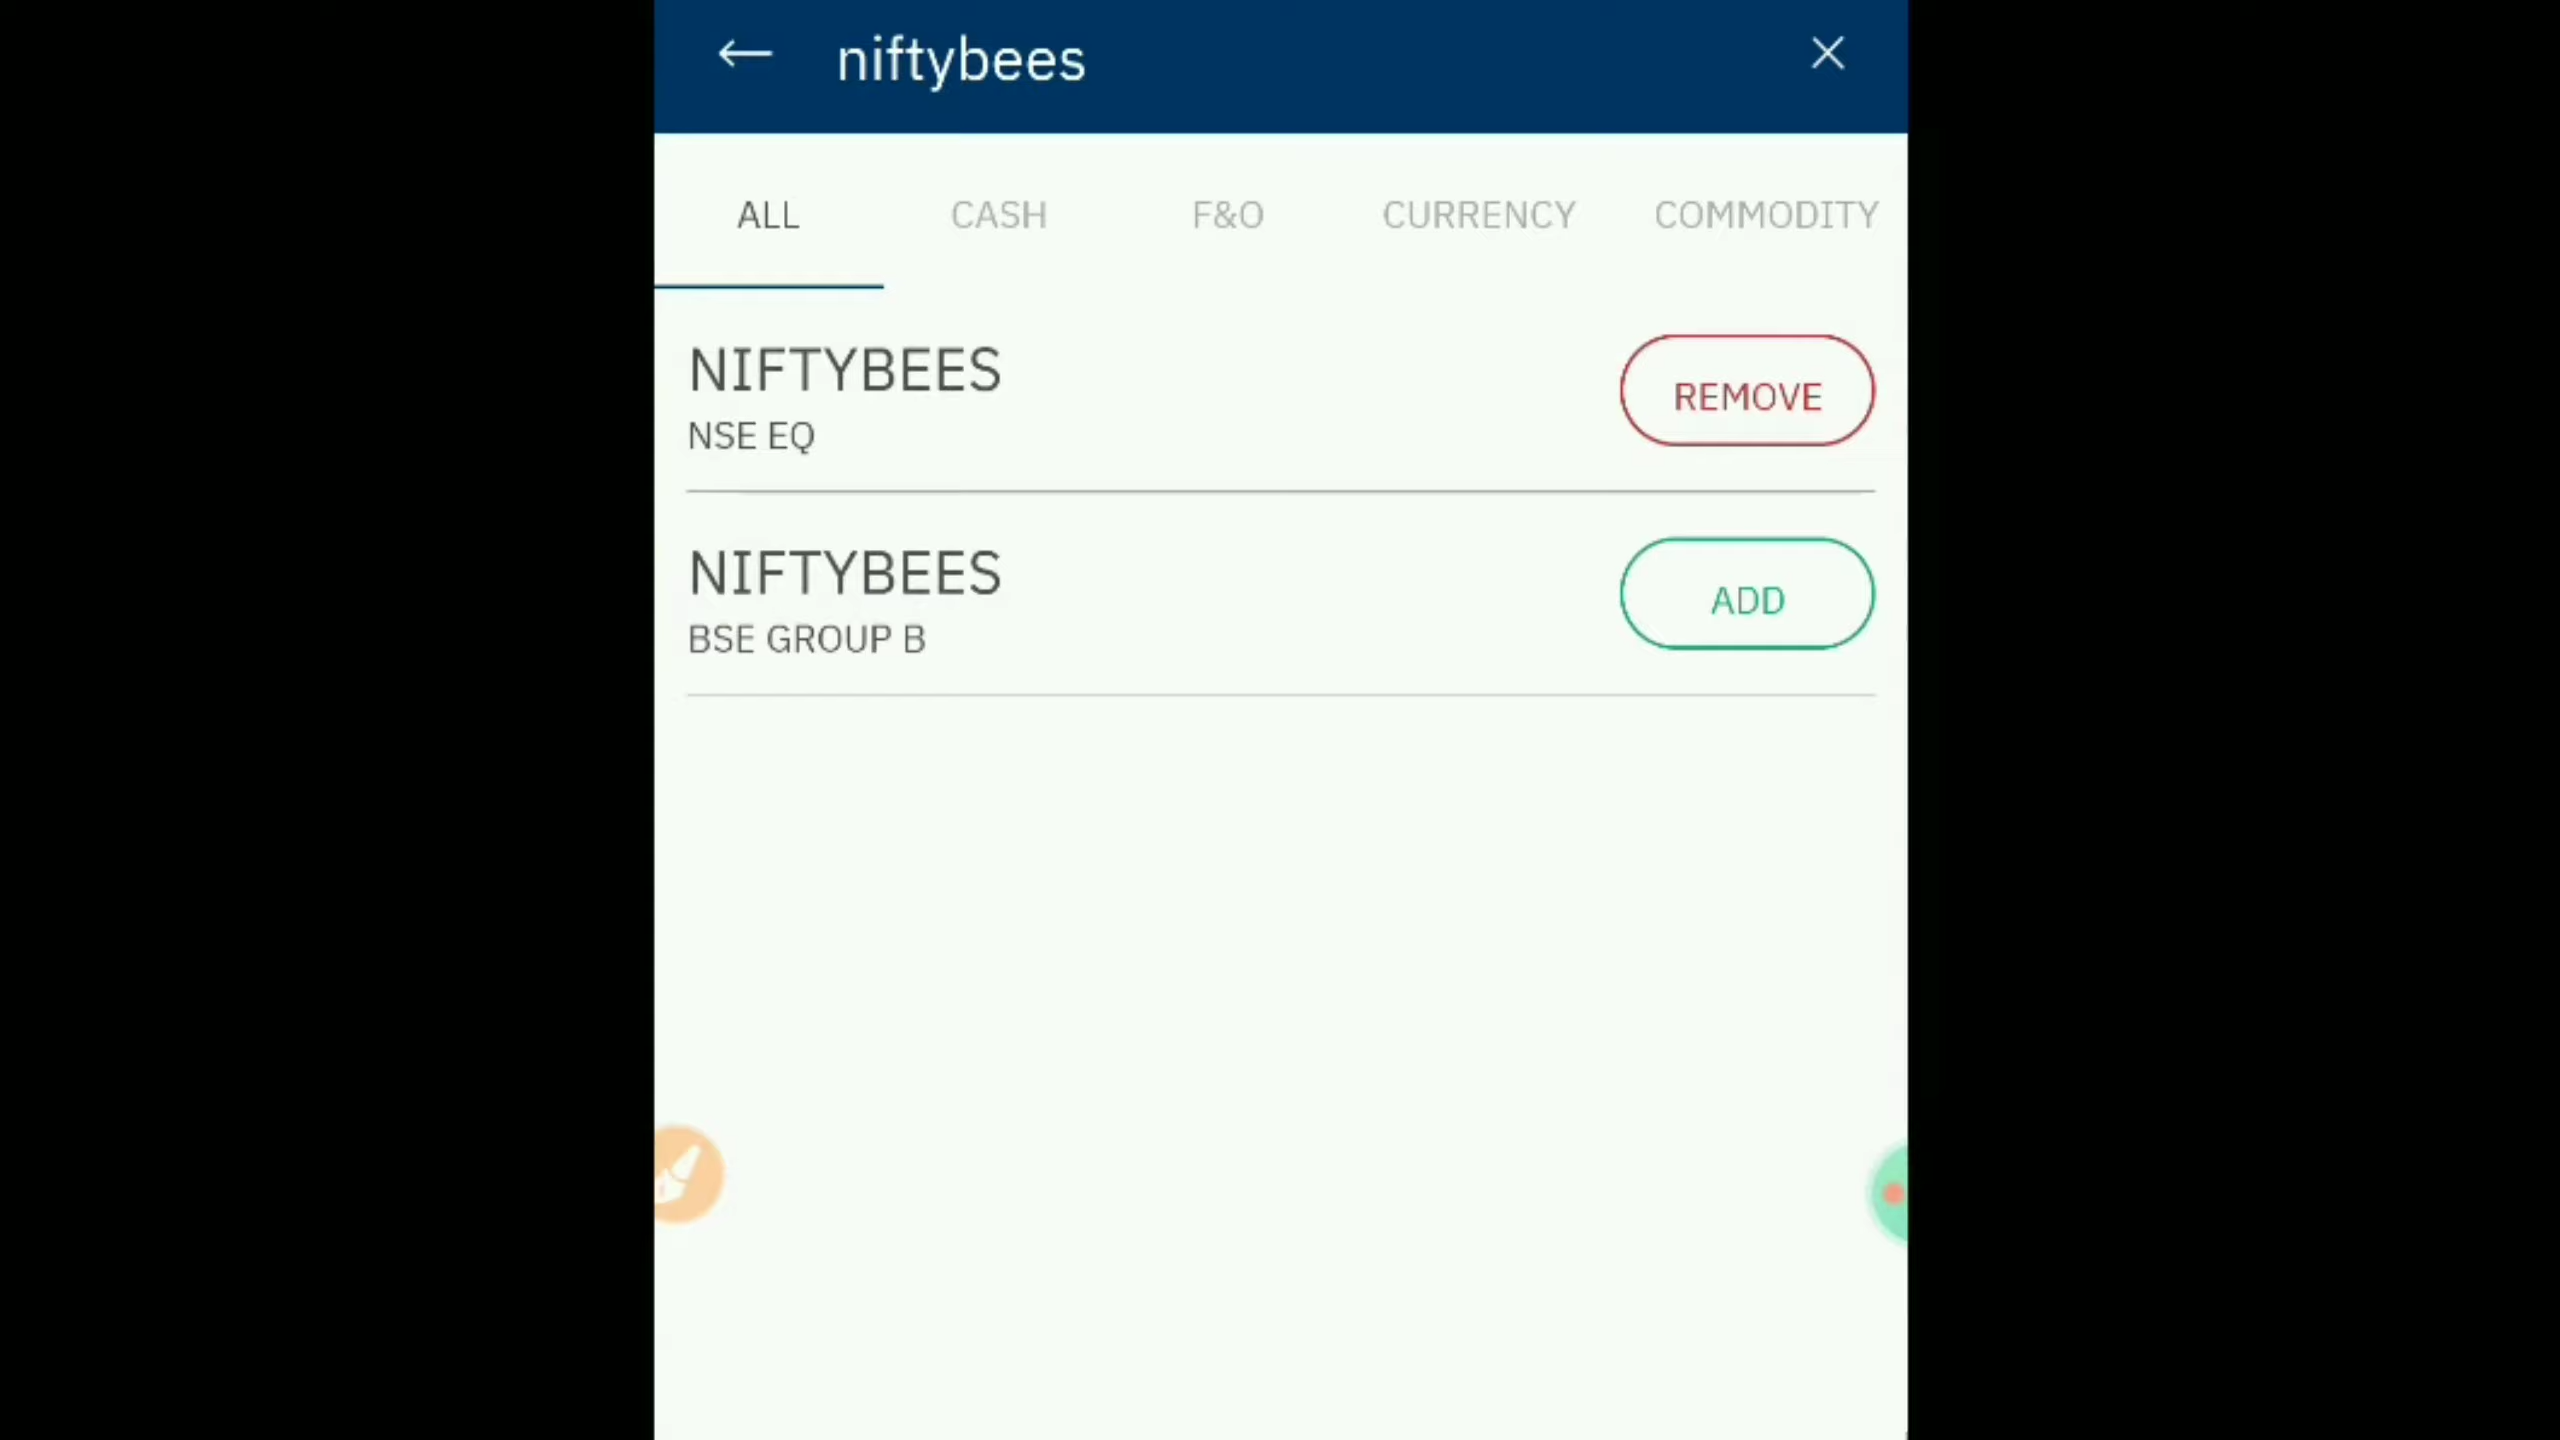 niftybees
ALL CASH F&O CURRENCY COMMODITY
NIFTYBEES
REMOVE
NSE EQ
NIFTYBEES
ADD
BSE GROUP B